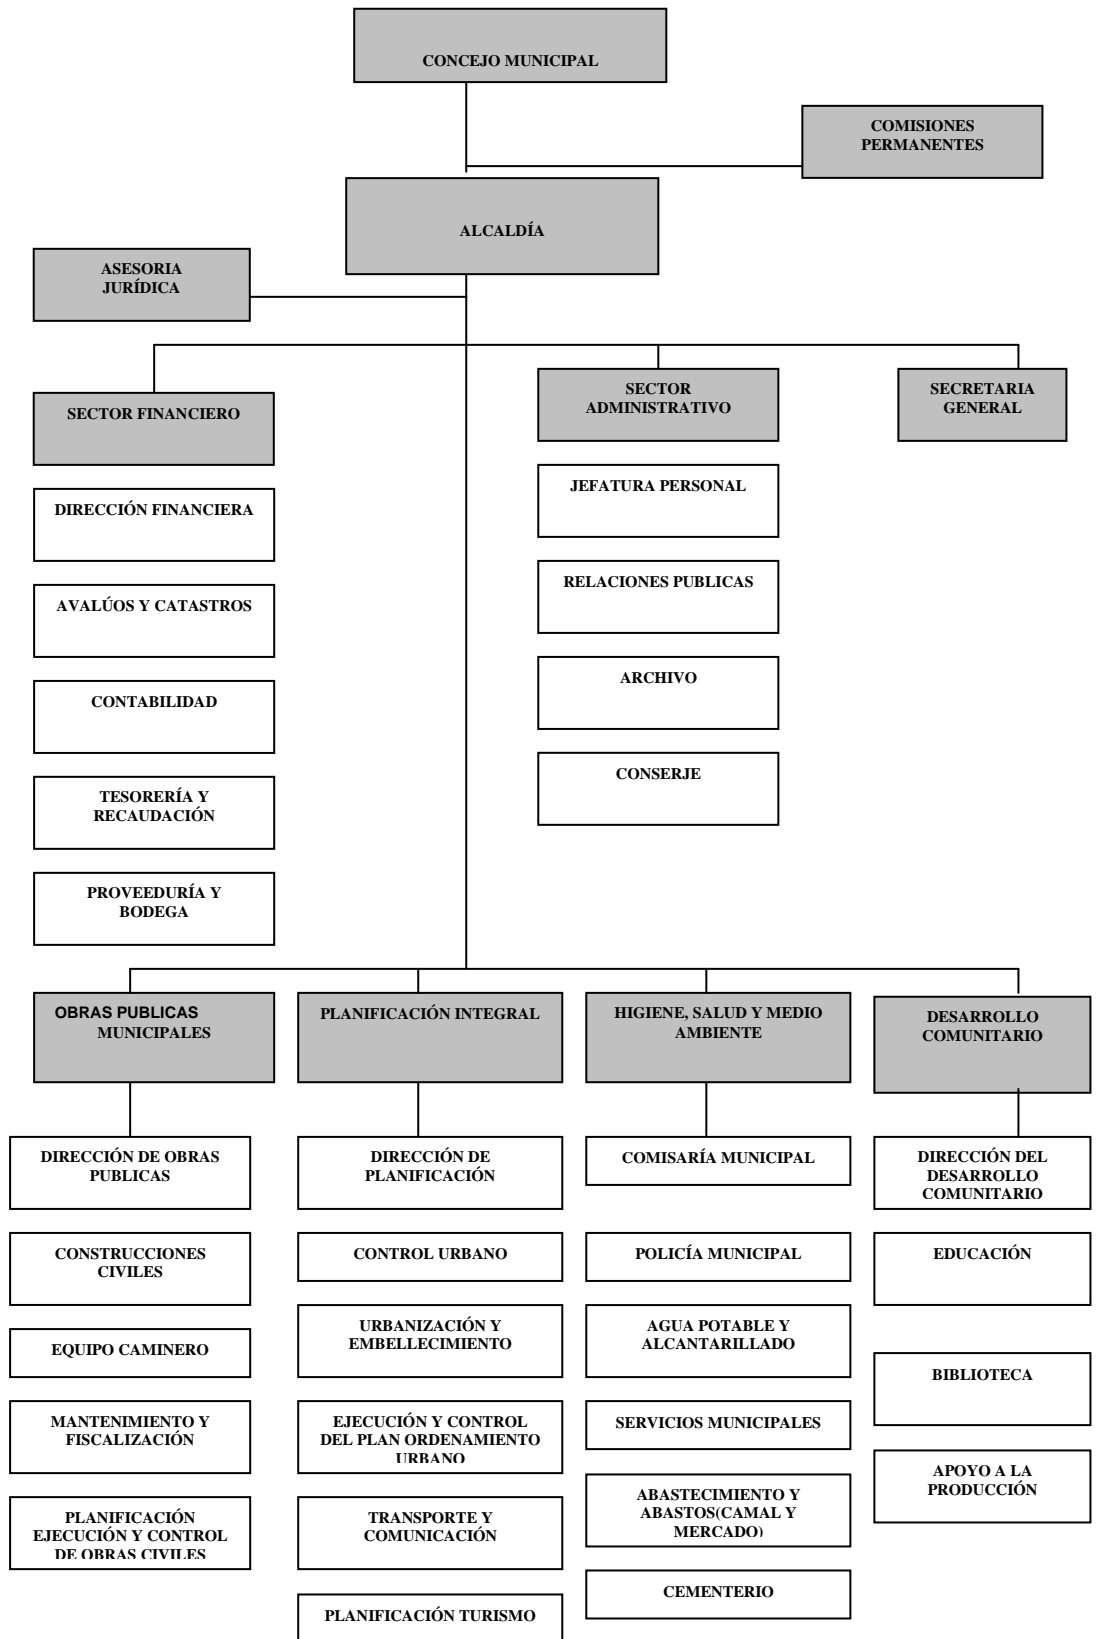 CONCEJO MUNICIPAL
COMISIONES
PERMANENTES
ALCALDÍA
ASESORIA
JURÍDICA
SECTOR FINANCIERO
DIRECCIÓN FINANCIERA
AVALÚOS Y CATASTROS
CONTABILIDAD
TESORERÍA Y
RECAUDACIÓN
PROVEEDURÍA Y
BODEGA
SECTOR
ADMINISTRATIVO
JEFATURA PERSONAL
RELACIONES PUBLICAS
ARCHIVO
CONSERJE
SECRETARIA
GENERAL
OBRAS PUBLICAS
MUNICIPALES
DIRECCIÓN DE OBRAS
PUBLICAS
CONSTRUCCIONES
CIVILES
EQUIPO CAMINERO
MANTENIMIENTO Y
FISCALIZACIÓN
PLANIFICACIÓN
EJECUCIÓN Y CONTROL
DE OBRAS CIVILES
PLANIFICACIÓN INTEGRAL
DIRECCIÓN DE
PLANIFICACIÓN
CONTROL URBANO
URBANIZACIÓN Y
EMBELLECIMIENTO
EJECUCIÓN Y CONTROL
DEL PLAN ORDENAMIENTO
URBANO
TRANSPORTE Y
COMUNICACIÓN
PLANIFICACIÓN TURISMO
HIGIENE, SALUD Y MEDIO
AMBIENTE
COMISARÍA MUNICIPAL
POLICÍA MUNICIPAL
AGUA POTABLE Y
ALCANTARILLADO
SERVICIOS MUNICIPALES
ABASTECIMIENTO Y
ABASTOS(CAMAL Y
MERCADO)
CEMENTERIO
DESARROLLO
COMUNITARIO
DIRECCIÓN DEL
DESARROLLO
COMUNITARIO
EDUCACIÓN
BIBLIOTECA
APOYO A LA
PRODUCCIÓN